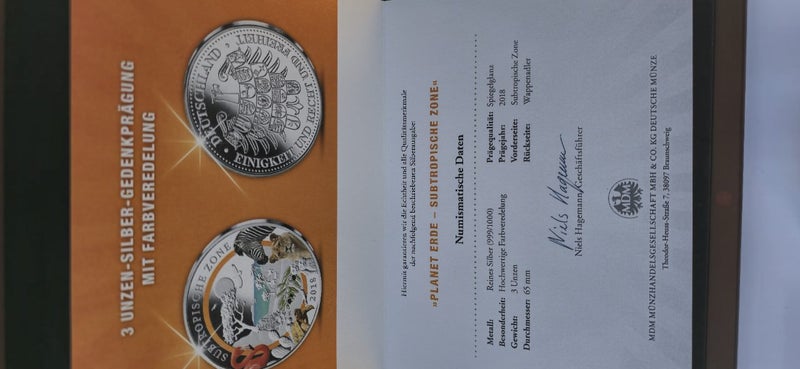 3 UNZEN-SILBER-GEDENKPRÄGUNG
MIT FARBVEREDELUNG
DEUTSCHLAND
EINIGKEIT UND RECHT UND FREIHEIT
SUBTROPISCHE ZONE
2018
Hiermit garantieren wir die Echtheit und die Qualitätsmerkmale
der nachfolgend beschriebenen Silberausgabe:
»PLANET ERDE – SUBTROPISCHE ZONE«
Numismatische Daten
Metall: Reines Silber (999/1000)
Besonderheit: Hochwertige Farbveredelung
Gewicht: 3 Unzen
Durchmesser: 65 mm
Prägequalität: Spiegelglanz
Prägejahr: 2018
Vorderseite: Subtropische Zone
Rückseite: Wappenadler
Niels Hagemann
Niels Hagemann/Geschäftsführer
MDM
MDM MÜNZHANDELSGESELLSCHAFT MBH & CO. KG DEUTSCHE MÜNZE
Theodor-Heuss-Straße 7, 38097 Braunschweig